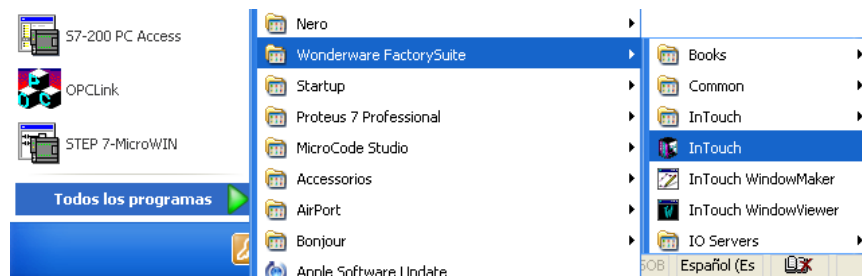 S7-200 PC Access
OPCLink
STEP 7-MicroWIN
Todos los programas
Nero
Wonderware FactorySuite
Startup
Proteus 7 Professional
MicroCode Studio
Accessorios
AirPort
Bonjour
Apple Software Update
Books
Common
InTouch
InTouch
InTouch WindowMaker
InTouch WindowViewer
IO Servers
Español (Es